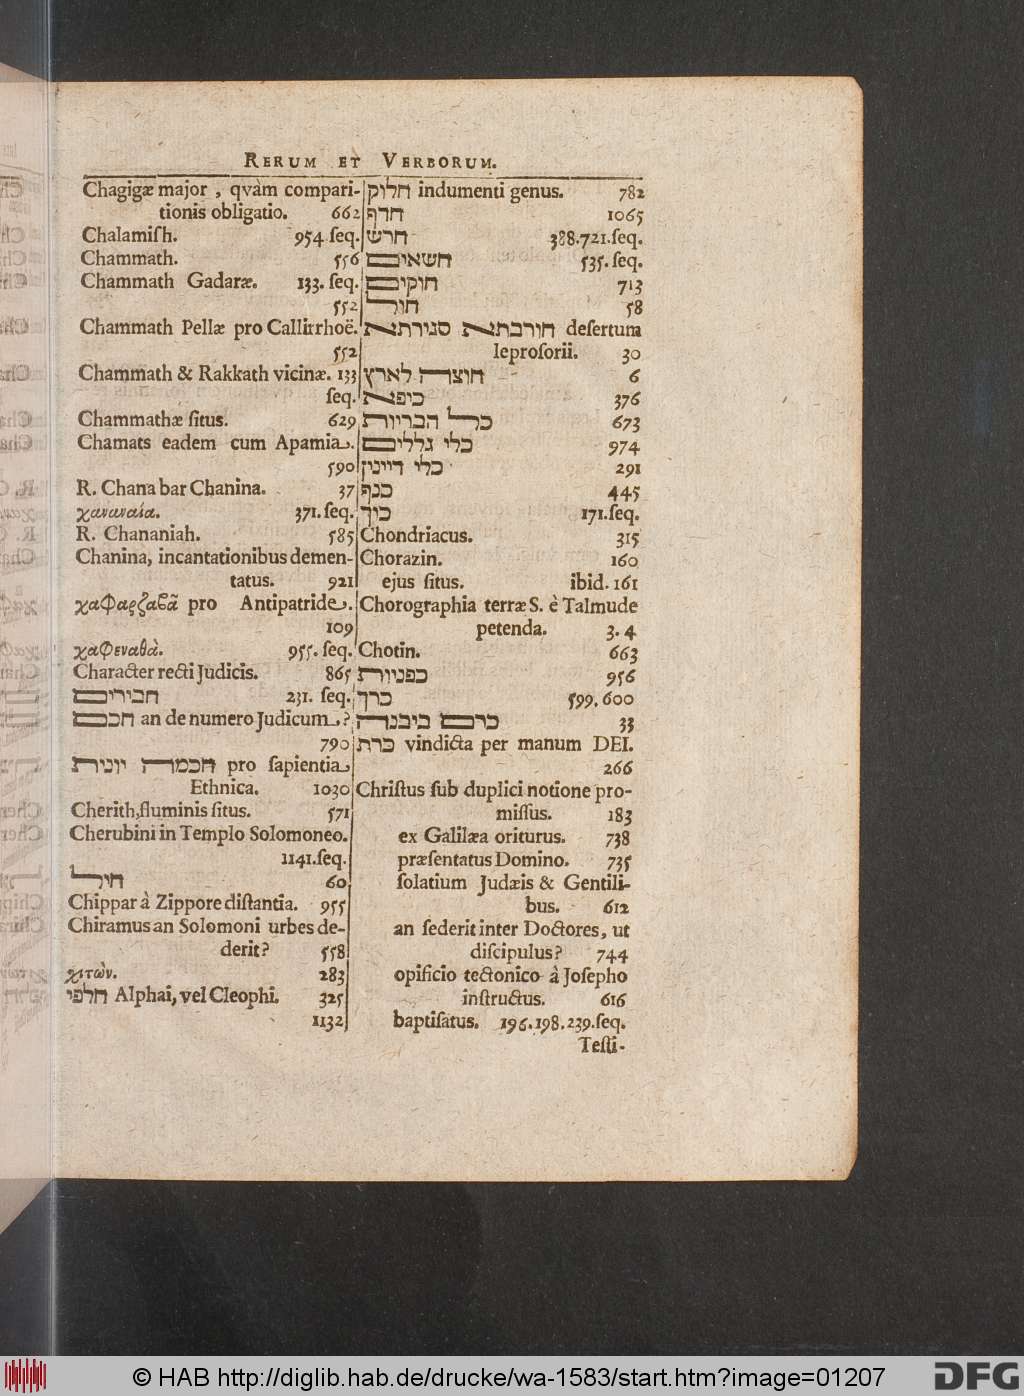 RERUM ET VERBORUM.
Chagigæ major, qvàm compari-
tionis obligatio. 662
Chalamiſh. 954 ſeq.
Chammath. 556
Chammath Gadaræ. 133. ſeq.
552
Chammath Pellæ pro Callirrhoë.
552
Chammath & Rakkath vicinæ. 133
ſeq.
Chammathæ ſitus. 629
Chamats eadem cum Apamia.
590
R. Chana bar Chanina. 37
χαναναία. 371. ſeq.
R. Chananiah. 585
Chanina, incantationibus demen-
tatus. 921
χαΦαρζαβᾶ pro Antipatride.
109
χαΦεναθὰ. 955. ſeq.
Character recti Judicis. 865
חבירים 231. ſeq.
חכם an de numero Judicum?
790
חכמה יונית pro ſapientia
Ethnica. 1030
Cherith, fluminis ſitus. 571
Cherubini in Templo Solomoneo.
1141. ſeq.
חיל 60
Chippar à Zippore diſtantia. 955
Chiramus an Solomoni urbes de-
derit? 558
χιτὼν. 283
חלפי Alphai, vel Cleophi. 325
1132
חלוק indumenti genus. 782
חרף 1065
חרש 388. 721. ſeq.
חשאים 535. ſeq.
חוקים 713
חול 58
חורבתא סגירתא deſertum
leproſorii. 30
חוצה לארץ 6
כיפא 376
כל הבריות 673
כלי גללים 974
כלי דיינין 291
כנף 445
כיך 171. ſeq.
Chondriacus. 315
Chorazin. 160
ejus ſitus. ibid. 161
Chorographia terræ S. è Talmude
petenda. 3. 4
Chotin. 663
כפניות 956
כרך 599. 600
כרם ביבנה 33
כרת vindicta per manum DEI.
266
Chriſtus ſub duplici notione pro-
miſſus. 183
ex Galilæa oriturus. 738
præſentatus Domino. 735
ſolatium Judæis & Gentili-
bus. 612
an ſederit inter Doctores, ut
diſcipulus? 744
opificio tectonico à Joſepho
inſtructus. 616
baptiſatus. 196. 198. 239. ſeq.
Teſti-
© HAB http://diglib.hab.de/drucke/wa-1583/start.htm?image=01207
DFG